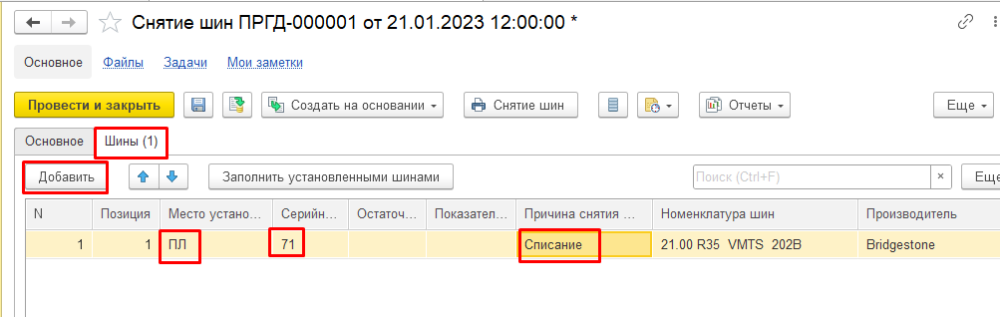 Снятие шин ПРГД-000001 от 21.01.2023 12:00:00 *
Основное Файлы Задачи Мои заметки
Провести и закрыть Создать на основании Снятие шин Отчеты Еще
Основное Шины (1)
Добавить Заполнить установленными шинами Поиск (Ctrl+F) × Еще
N Позиция Место устано... Серийн... Остаточ... Показател... Причина снятия ... Номенклатура шин Производитель
1 1 ПЛ 71 Списание 21.00 R35 VMTS 202B Bridgestone